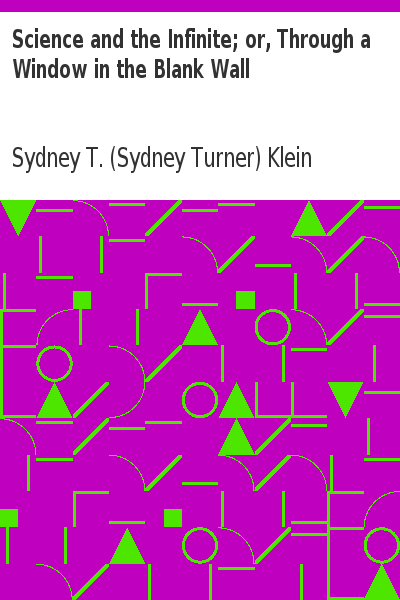 Science and the Infinite; or, Through a
Window in the Blank Wall
Sydney T. (Sydney Turner) Klein